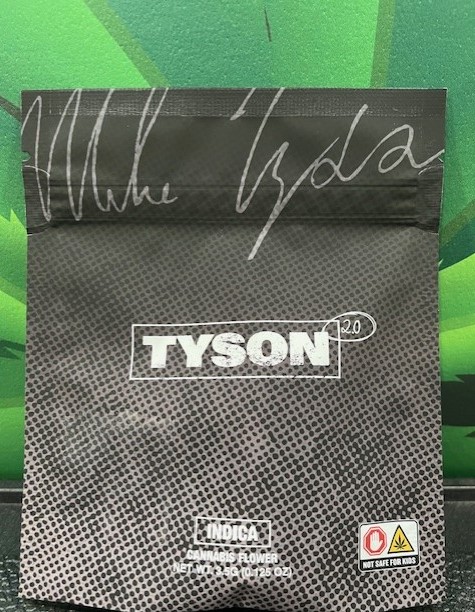 Mike Tyson
TYSON 2.0
INDICA
CANNABIS FLOWER
NET WT. 3.5G (0.125 OZ)
NOT SAFE FOR KIDS